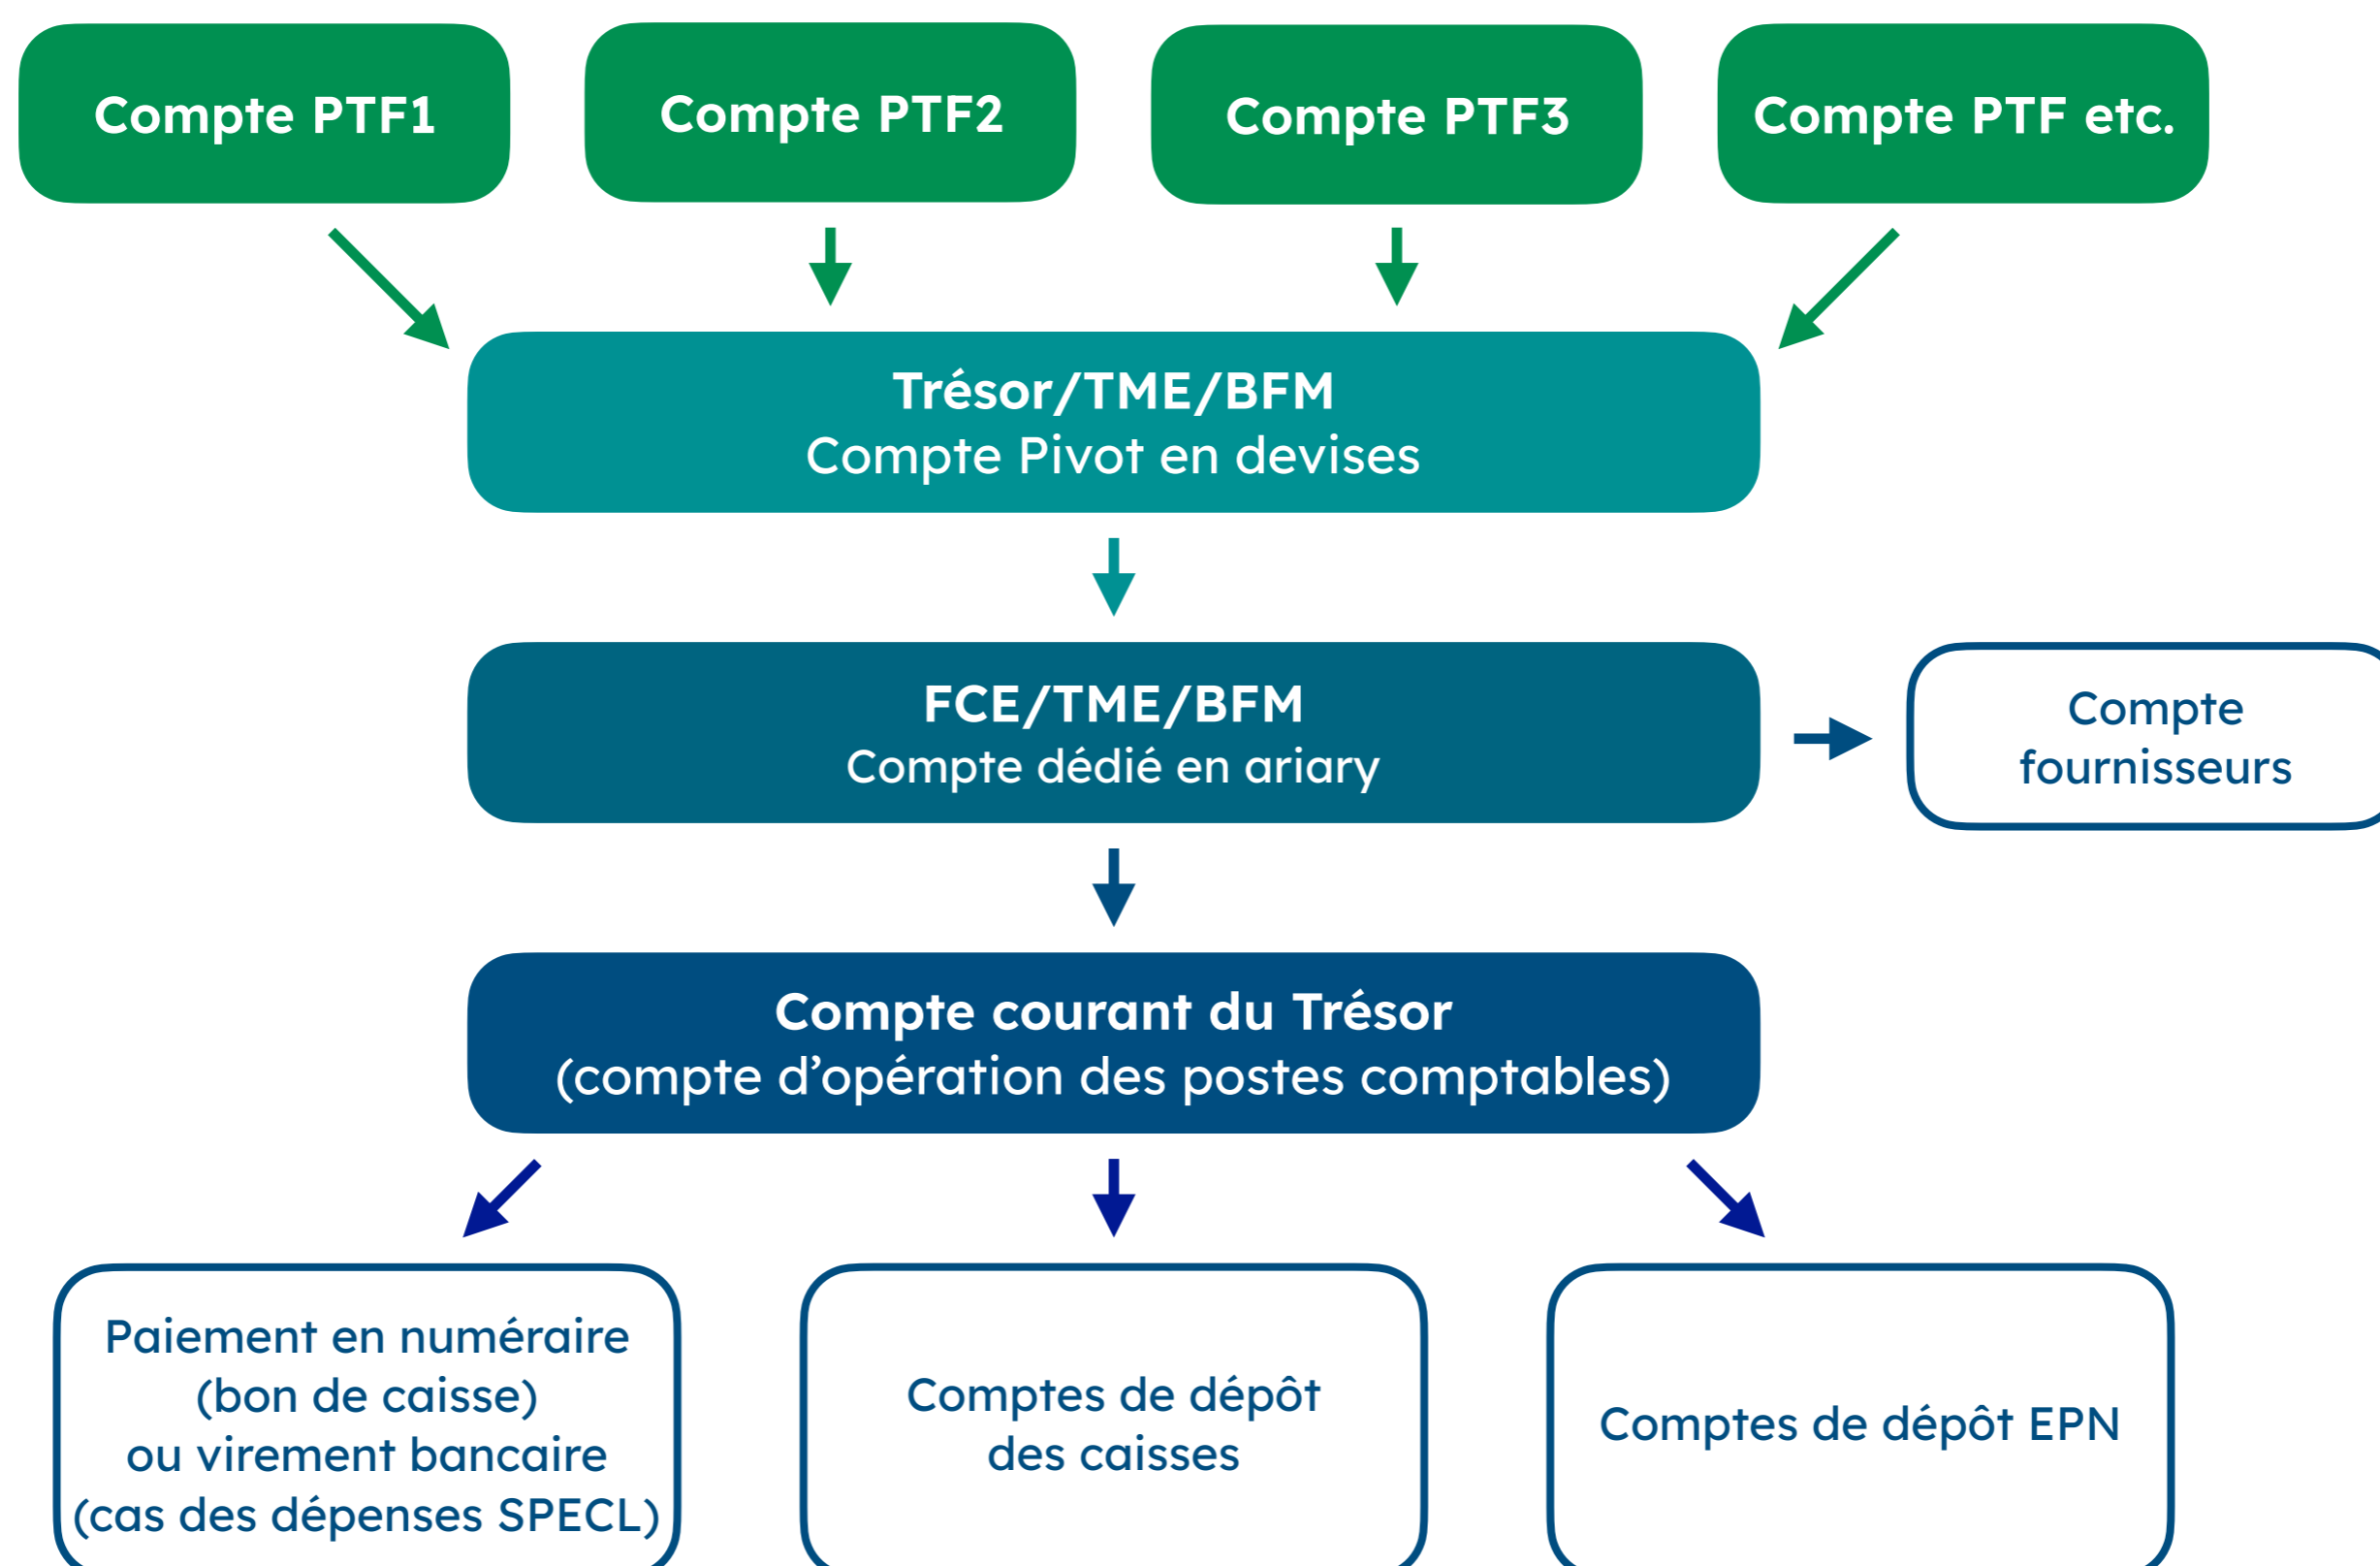 Compte PTF1
Compte PTF2
Compte PTF3
Compte PTF etc.
Trésor/TME/BFM
Compte Pivot en devises
FCE/TME/BFM
Compte dédié en ariary
Compte
fournisseurs
Compte courant du Trésor
(compte d’opération des postes comptables)
Paiement en numéraire
(bon de caisse)
ou virement bancaire
(cas des dépenses SPECL)
Comptes de dépôt
des caisses
Comptes de dépôt EPN